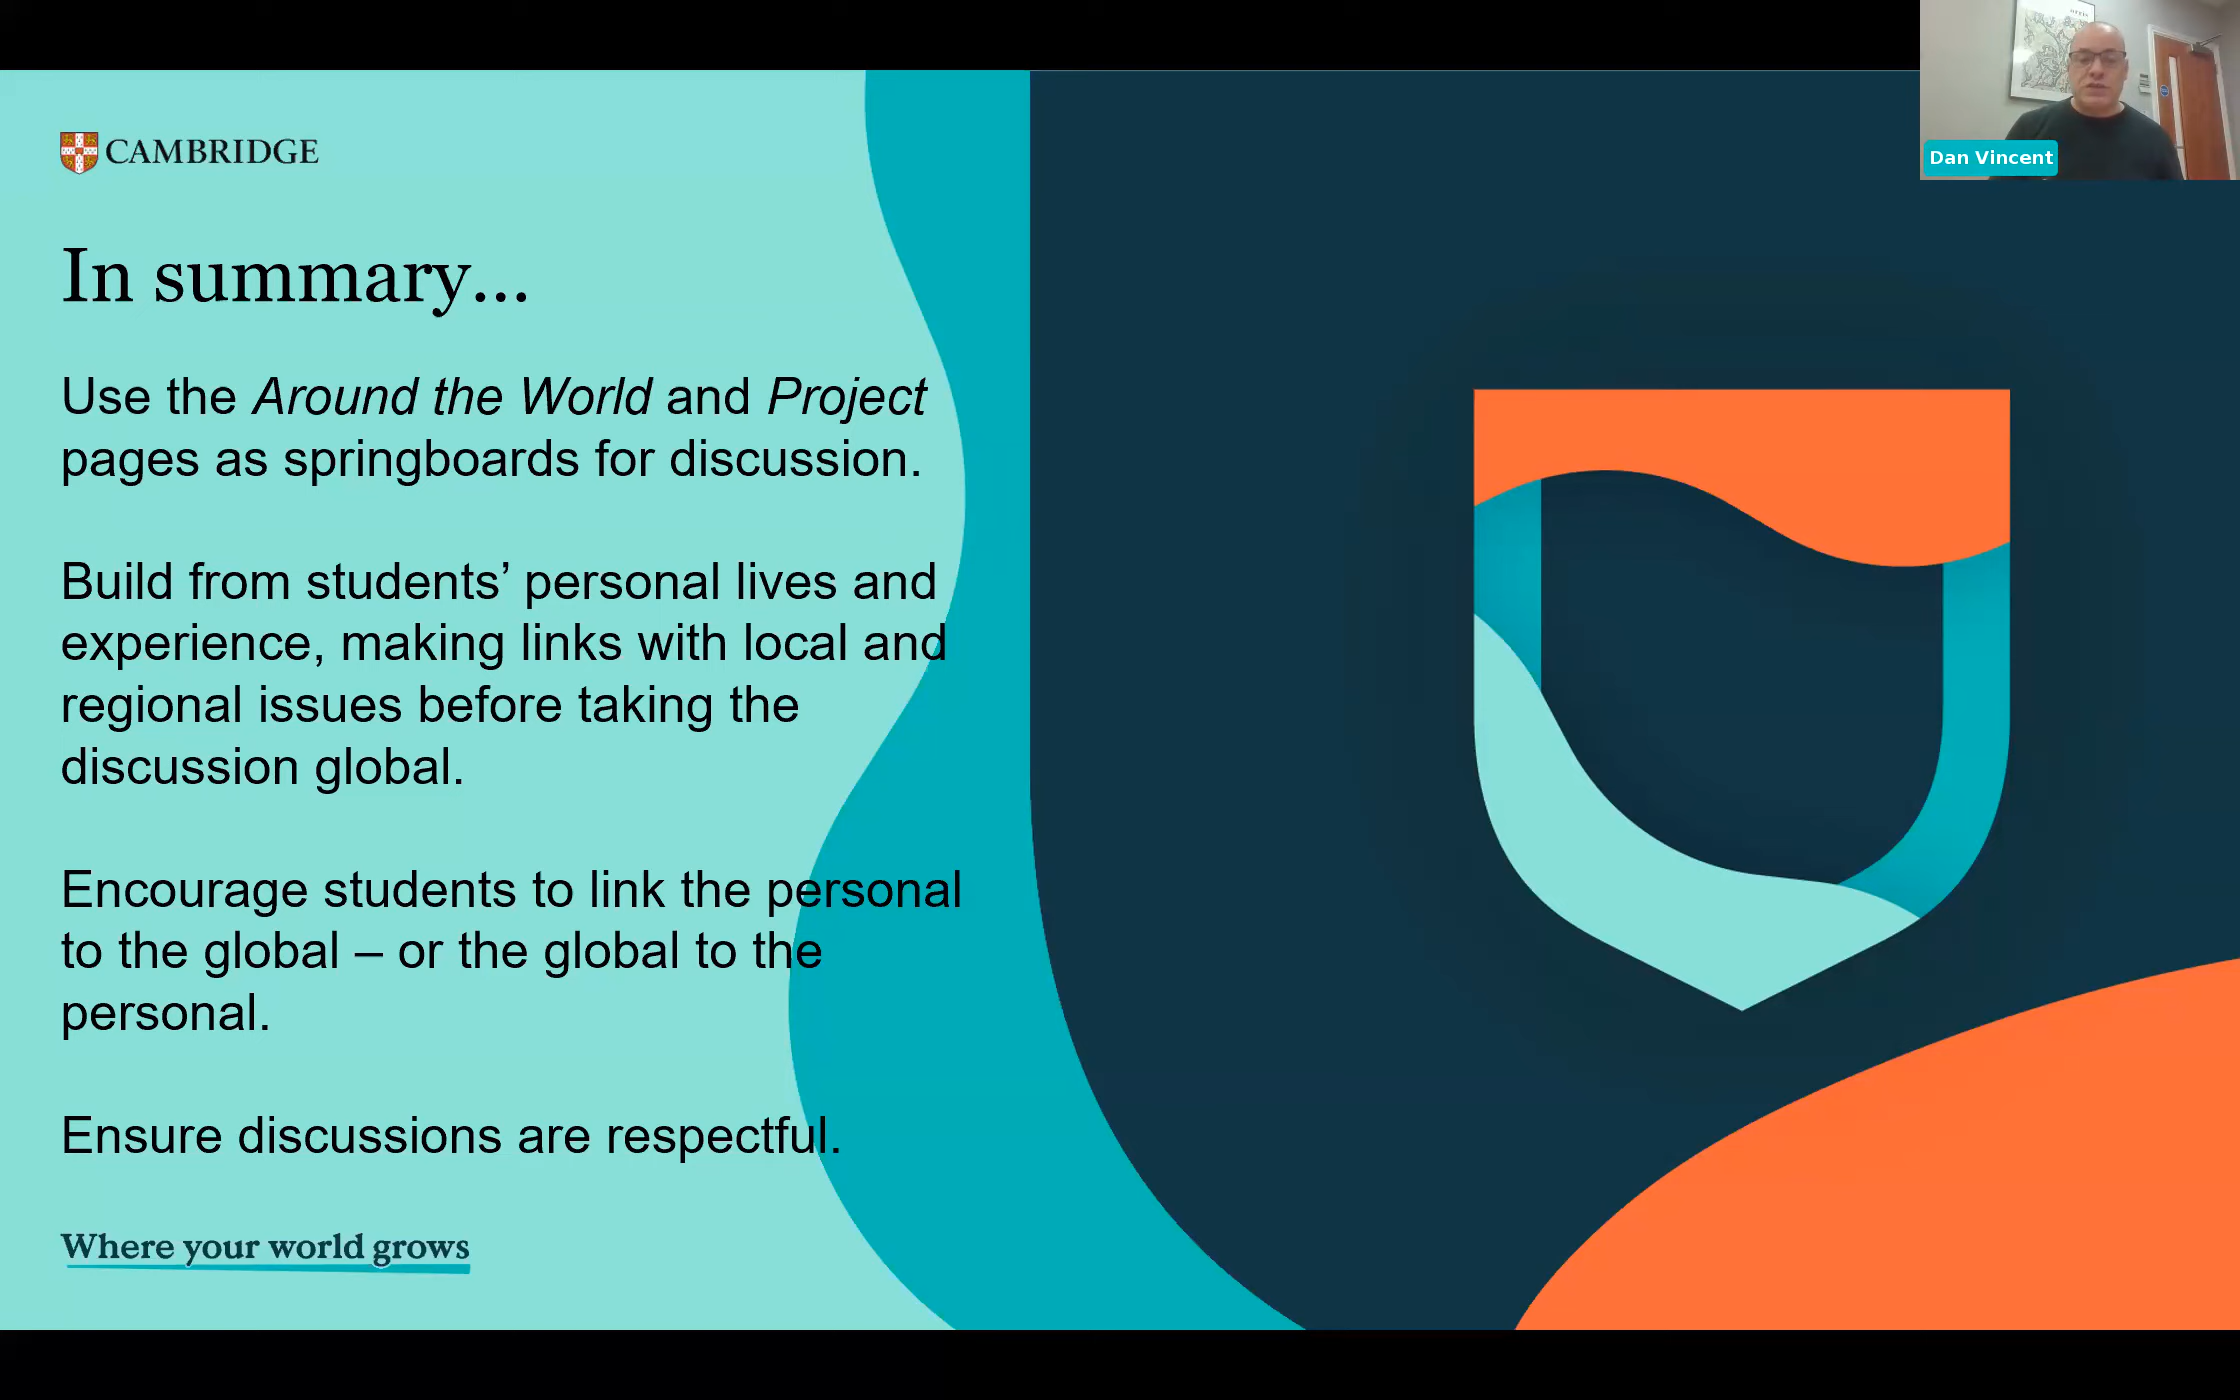 CAMBRIDGE
Dan Vincent
In summary...
Use the Around the World and Project
pages as springboards for discussion.
Build from students’ personal lives and
experience, making links with local and
regional issues before taking the
discussion global.
Encourage students to link the personal
to the global – or the global to the
personal.
Ensure discussions are respectful.
Where your world grows